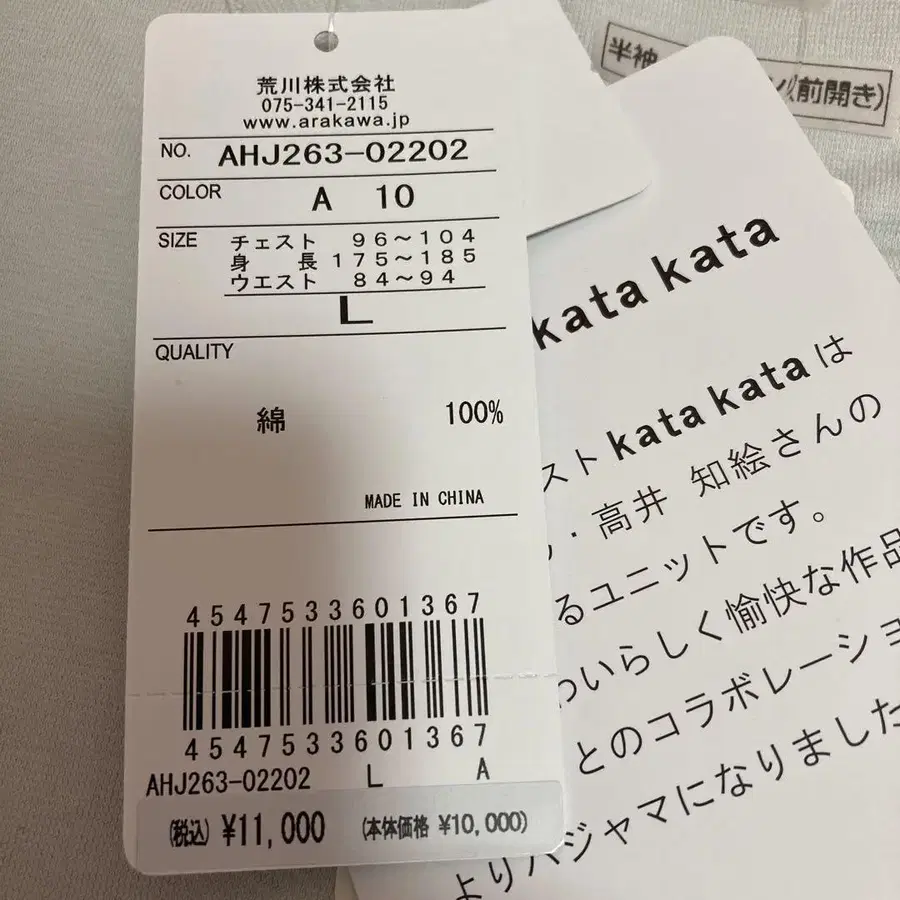 荒川株式会社
075-341-2115
www.arakawa.jp
NO. AHJ263-02202
COLOR A 10
SIZE チェスト 96～104
身長 175～185
ウエスト 84～94
L
QUALITY
綿 100%
MADE IN CHINA
4547533601367
4547533601367
AHJ263-02202 L A
(税込) ¥11,000 (本体価格 ¥10,000)
半袖
前開き)
kata kata
スト kata kata は
・高井 知絵さんの
るユニットです。
わいらしく愉快な作品
とのコラボレーショ
よりパジャマになりました